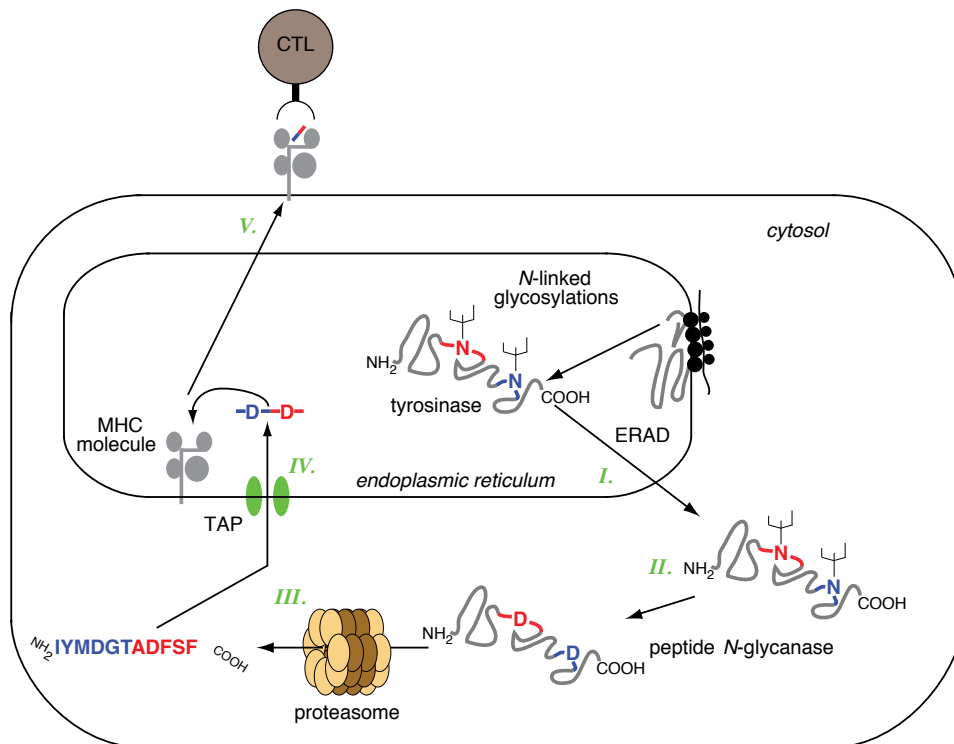 CTL
V.
cytosol
N-linked
glycosylations
N
NH2
N
COOH
tyrosinase
ERAD
MHC
molecule
D D
IV.
endoplasmic reticulum
I.
TAP
II.
NH2
N
N
COOH
peptide N-glycanase
III.
D
NH2
D
COOH
NH2 IYMDGTADFSF COOH
proteasome